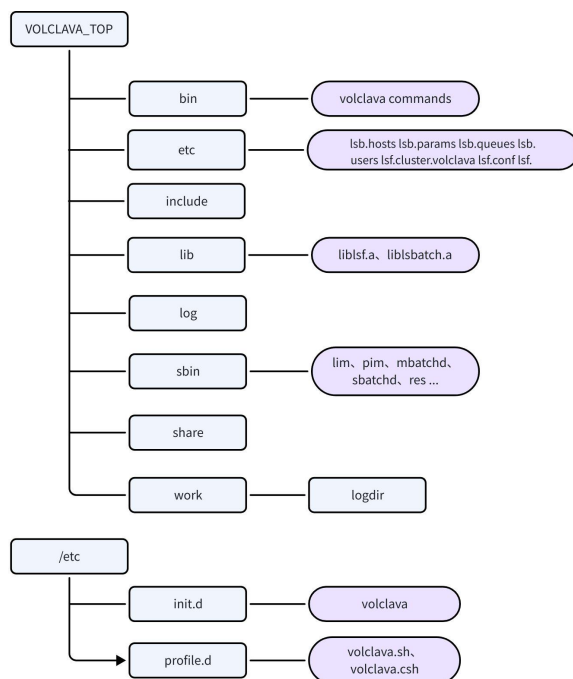 VOLCLAVA_TOP
bin
volclava commands
etc
lsb.hosts lsb.params lsb.queues lsb.
users lsf.cluster.volclava lsf.conf lsf.
include
lib
liblsf.a、liblsbatch.a
log
sbin
lim、pim、mbatchd、
sbatchd、res ...
share
work
logdir
/etc
init.d
volclava
profile.d
volclava.sh、
volclava.csh